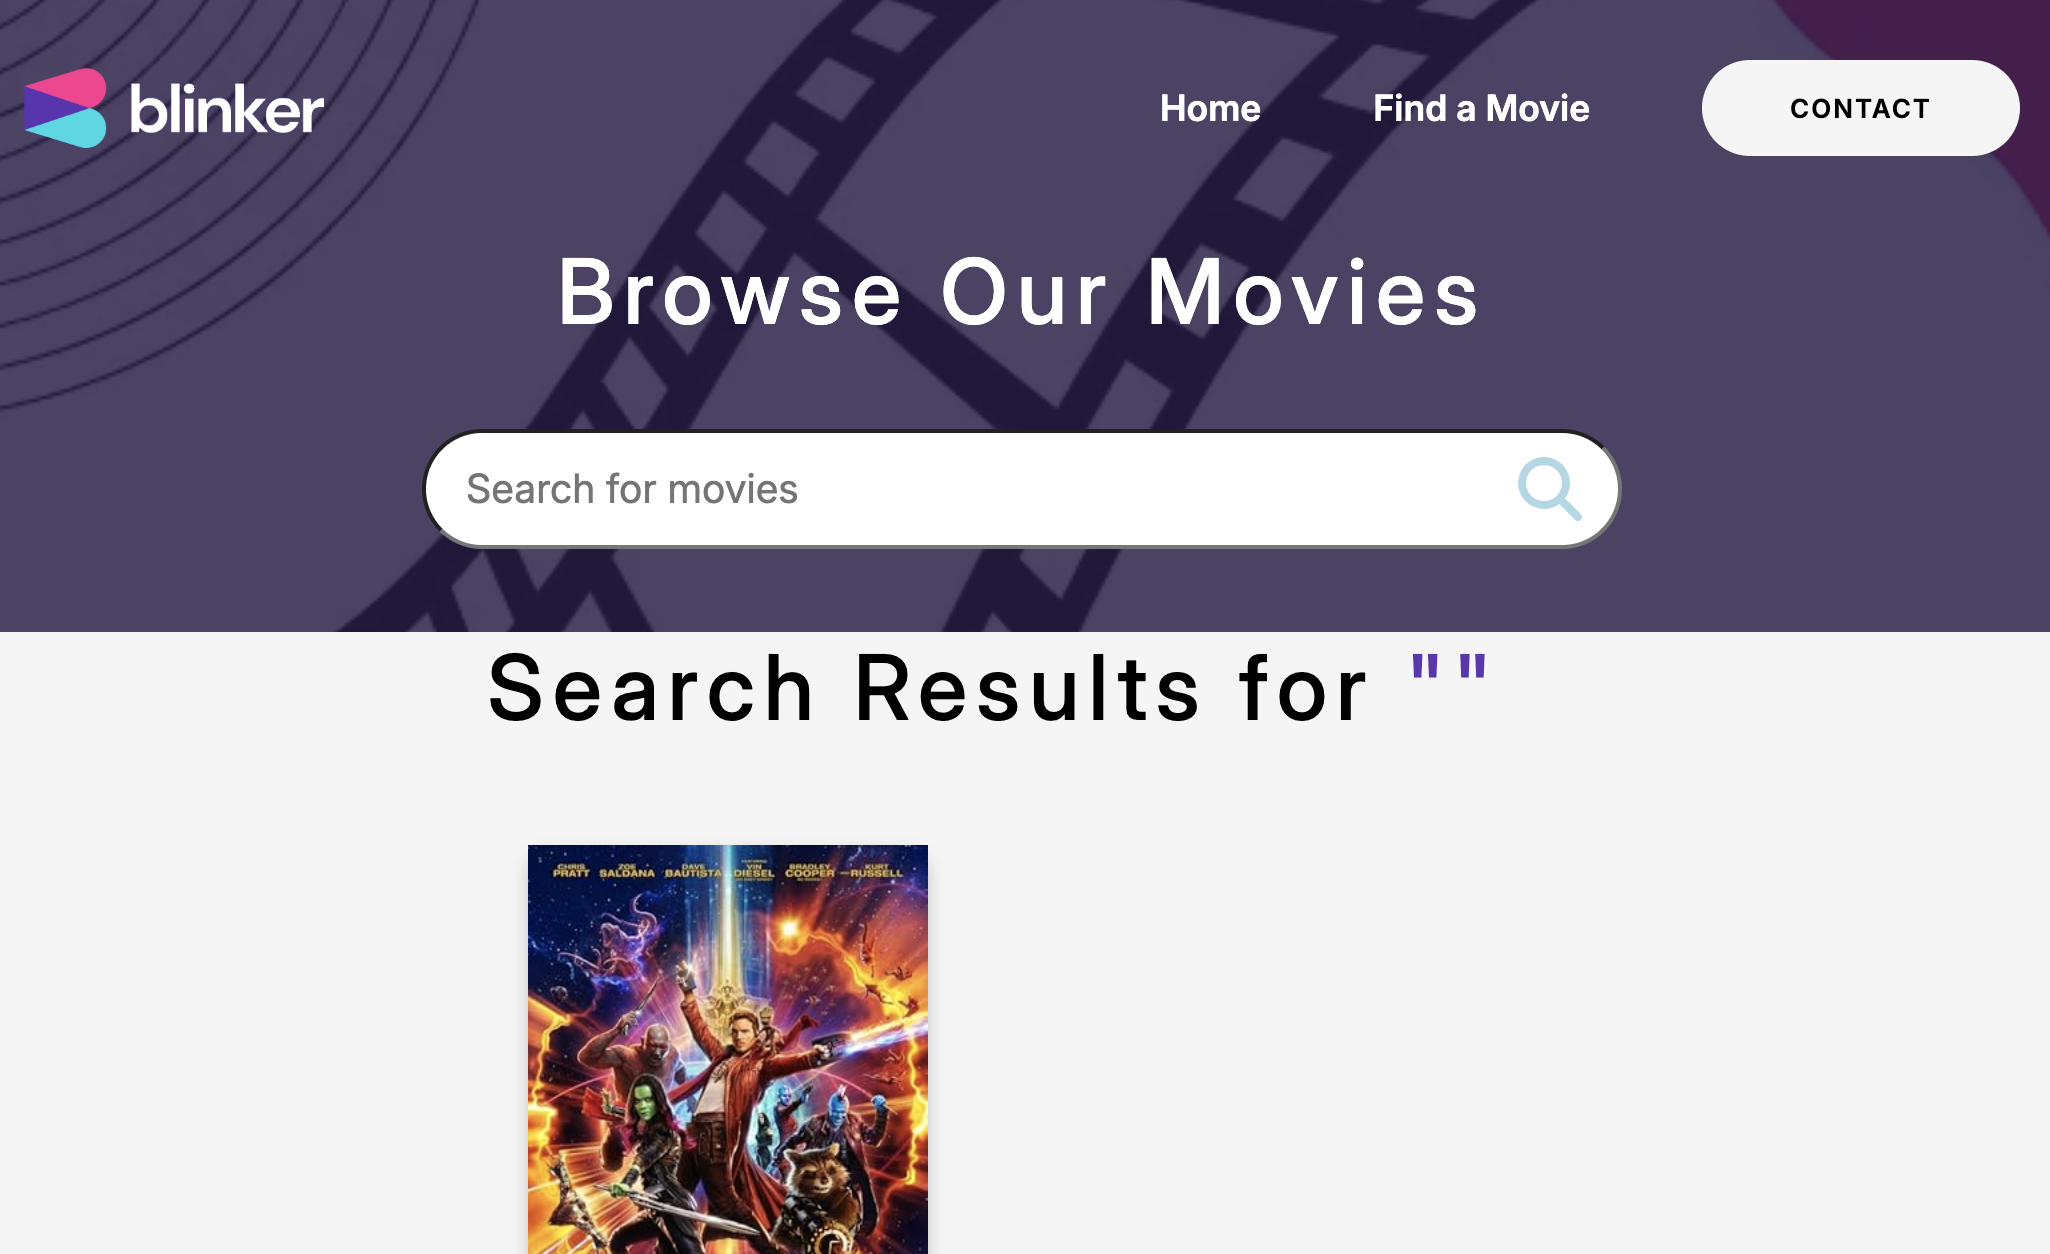 blinker
Home
Find a Movie
CONTACT
Browse Our Movies
Search for movies
Search Results for ""
CHRIS PRATT ZOE SALDANA DAVE BAUTISTA VIN DIESEL BRADLEY COOPER KURT RUSSELL